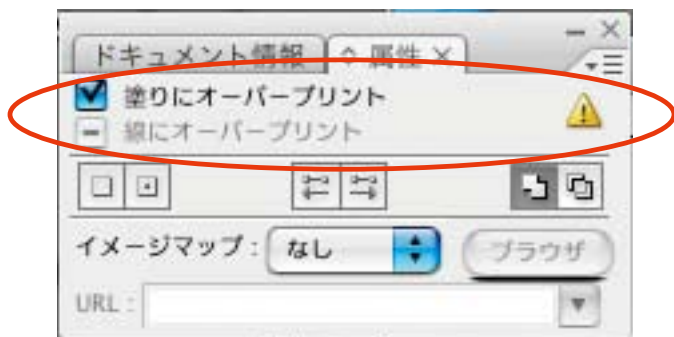 ドキュメント情報 属性
塗りにオーバープリント
線にオーバープリント
イメージマップ : なし ブラウザ
URL :